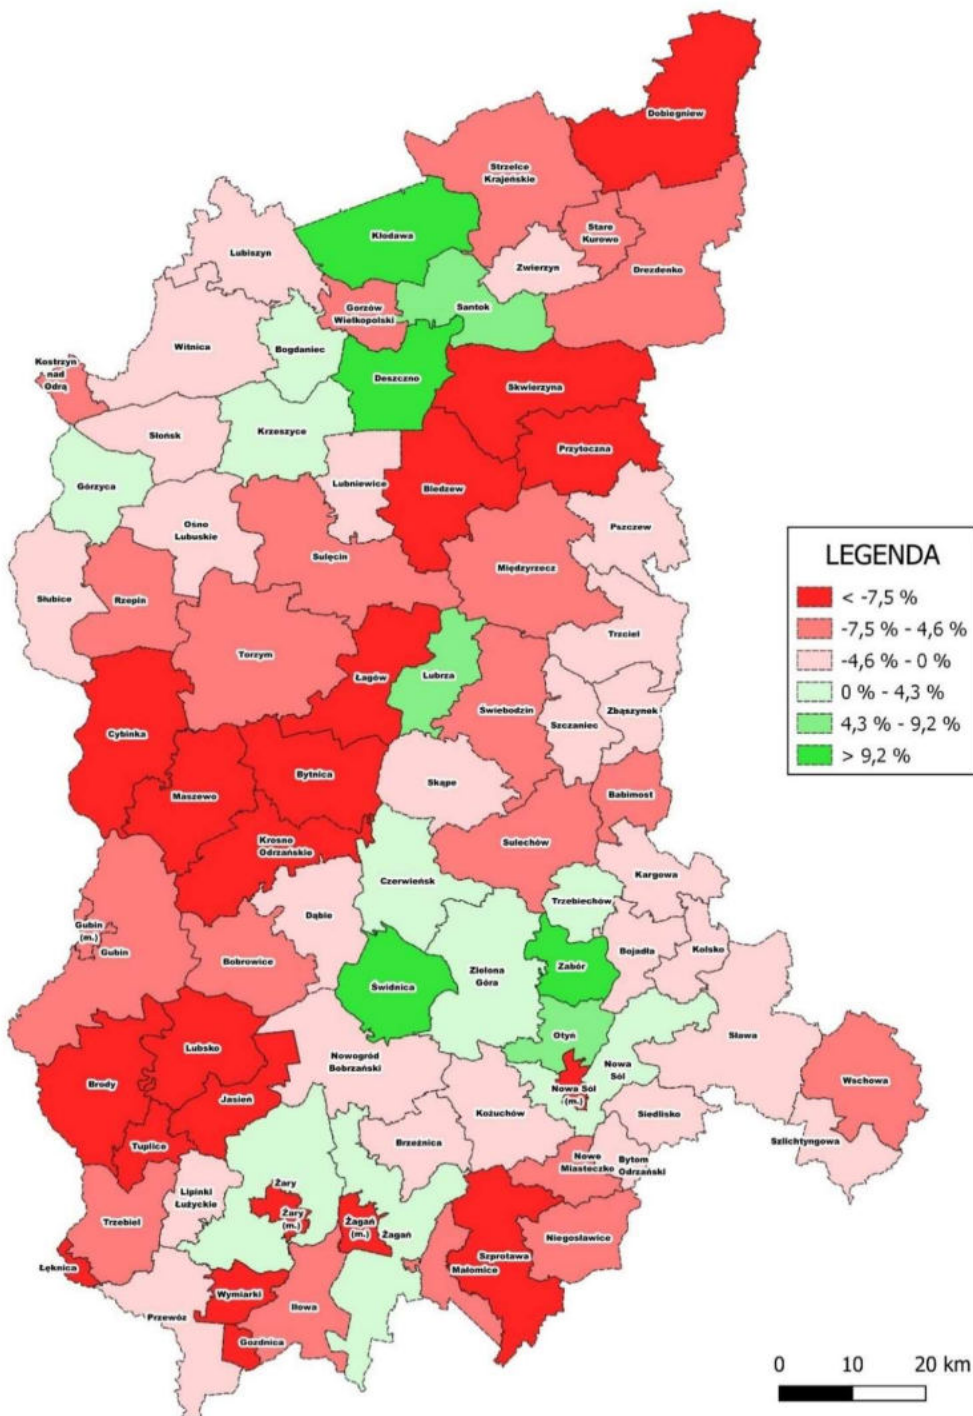 Dobiegniew
Strzelce
Krajeńskie
Stare
Kurowo
Kłodawa
Drezdenko
Lubiszyn
Zwierzyn
Gorzów
Wielkopolski
Santok
Witnica
Bogdaniec
Kostrzyn
nad
Odrą
Deszczno
Skwierzyna
Słońsk
Krzeszyce
Przytoczna
Górzyca
Lubniewice
Bledzew
Ośno
Lubuskie
Pszczew
Sulęcin
Międzyrzecz
Słubice
Rzepin
Torzym
Trzciel
Łagów
Lubrza
Świebodzin
Szczaniec
Zbąszynek
Cybinka
Maszewo
Bytnica
Skąpe
Babimost
Krosno
Odrzańskie
Sulechów
Czerwieńsk
Kargowa
Trzebiechów
Dąbie
Gubin
(m.)
Gubin
Bobrowice
Bojadła
Kolsko
Zielona
Góra
Zabór
Świdnica
Otyń
Sława
Lubsko
Nowogród
Bobrzański
Nowa
Sól
Brody
Jasień
Nowa Sól
(m.)
Wschowa
Kożuchów
Siedlisko
Tuplice
Brzeźnica
Szlichtyngowa
Nowe
Miasteczko
Bytom
Odrzański
Lipinki
Łużyckie
Żary
Trzebiel
Żary
(m.)
Żagań
(m.)
Żagań
Niegosławice
Szprotawa
Małomice
Łęknica
Wymiarki
Iłowa
Przewóz
Gozdnica
LEGENDA
< -7,5 %
-7,5 % - 4,6 %
-4,6 % - 0 %
0 % - 4,3 %
4,3 % - 9,2 %
> 9,2 %
0 10 20 km